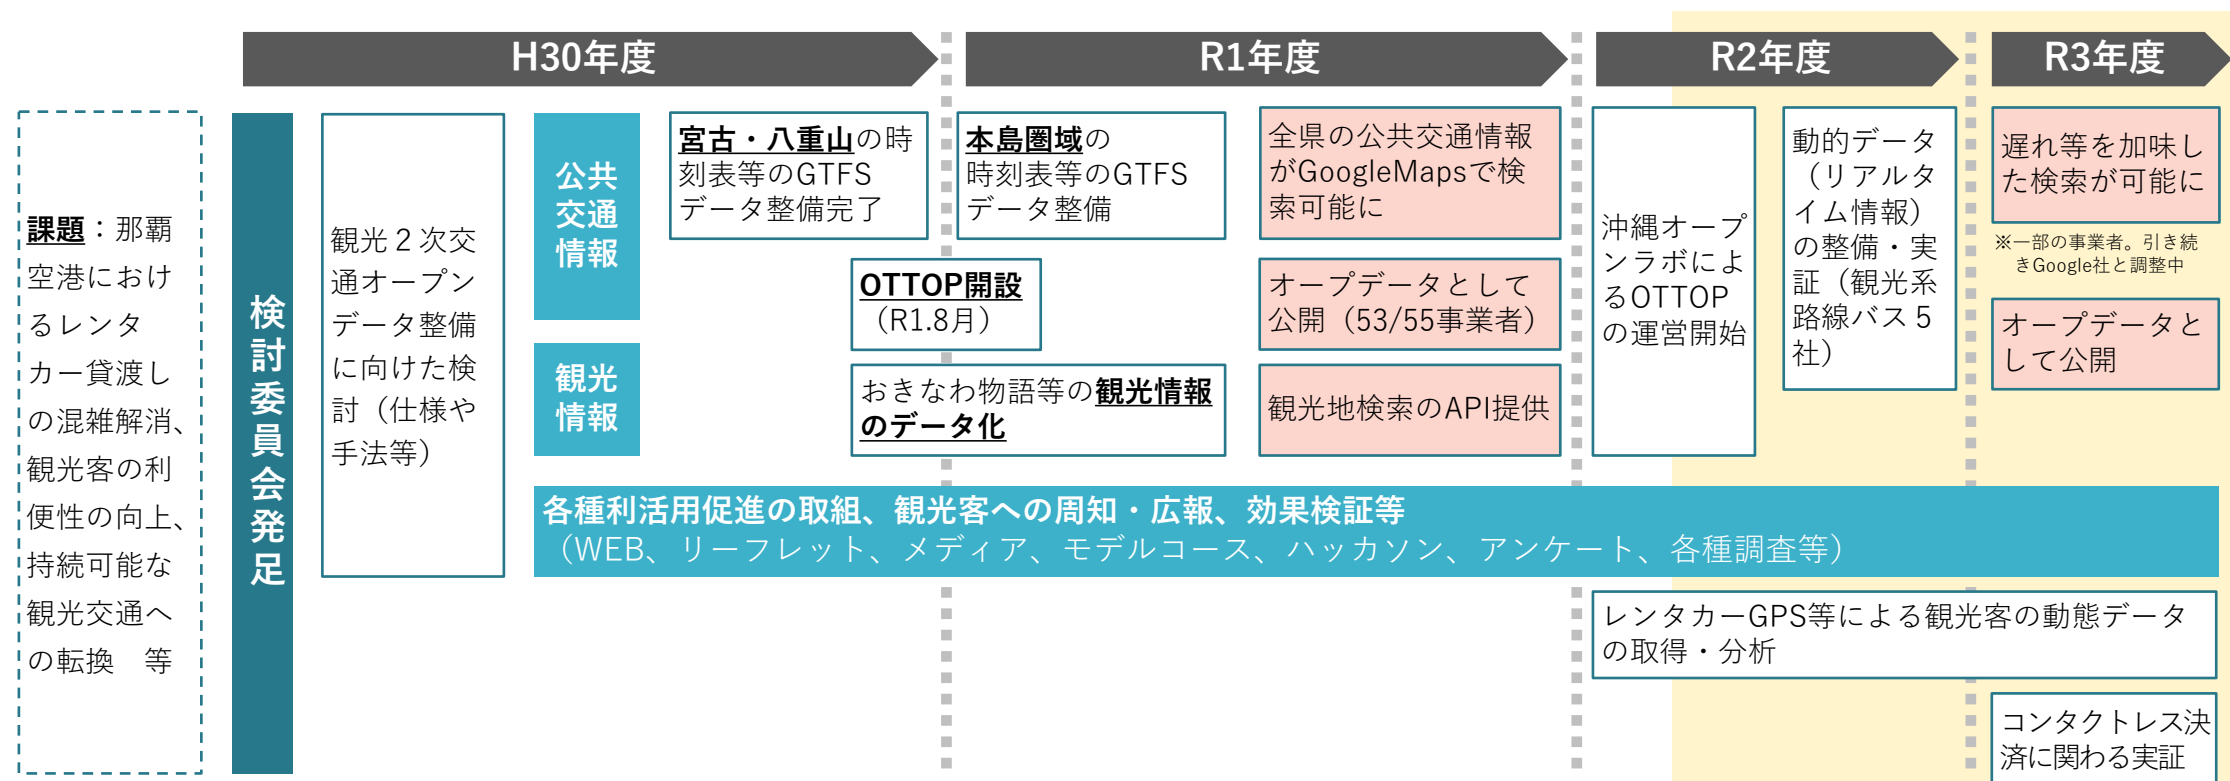 H30年度
R1年度
R2年度
R3年度
課題：那覇
空港におけ
るレンタ
カー貸渡し
の混雑解消、
観光客の利
便性の向上、
持続可能な
観光交通へ
の転換　等
検討委員会発足
観光２次交
通オープン
データ整備
に向けた検
討（仕様や
手法等）
公共
交通
情報
宮古・八重山の時
刻表等のGTFS
データ整備完了
本島圏域の
時刻表等のGTFS
データ整備
全県の公共交通情報
がGoogleMapsで検
索可能に
OTTOP開設
（R1.8月）
オープデータとして
公開（53/55事業者）
観光
情報
おきなわ物語等の観光情報
のデータ化
観光地検索のAPI提供
沖縄オープ
ンラボによ
るOTTOP
の運営開始
動的データ
（リアルタ
イム情報）
の整備・実
証（観光系
路線バス５
社）
遅れ等を加味し
た検索が可能に
※一部の事業者。引き続
きGoogle社と調整中
オープデータと
して公開
各種利活用促進の取組、観光客への周知・広報、効果検証等
（WEB、リーフレット、メディア、モデルコース、ハッカソン、アンケート、各種調査等）
レンタカーGPS等による観光客の動態データ
の取得・分析
コンタクトレス決
済に関わる実証